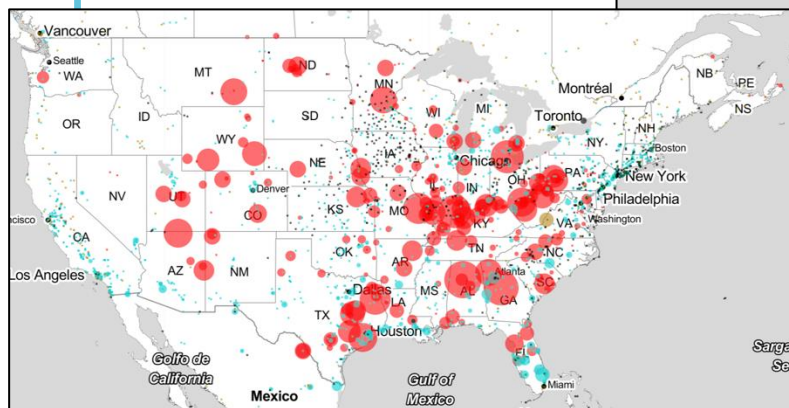 Vancouver
Seattle
WA
MT
ND
MN
Montréal
NB
PE
NS
OR
ID
SD
WI
MI
Toronto
NH
NY
Boston
WY
IA
Chicago
New York
NE
PA
NV
UT
Denver
IL
IN
OH
Philadelphia
ncisco
CA
CO
KS
MO
KY
VA
Washington
Los Angeles
AZ
NM
OK
AR
TN
NC
Dallas
MS
AL
Atlanta
GA
SC
TX
LA
Houston
FL
Miami
Golfo de
California
Mexico
Gulf of
Mexico
Sarga
Se